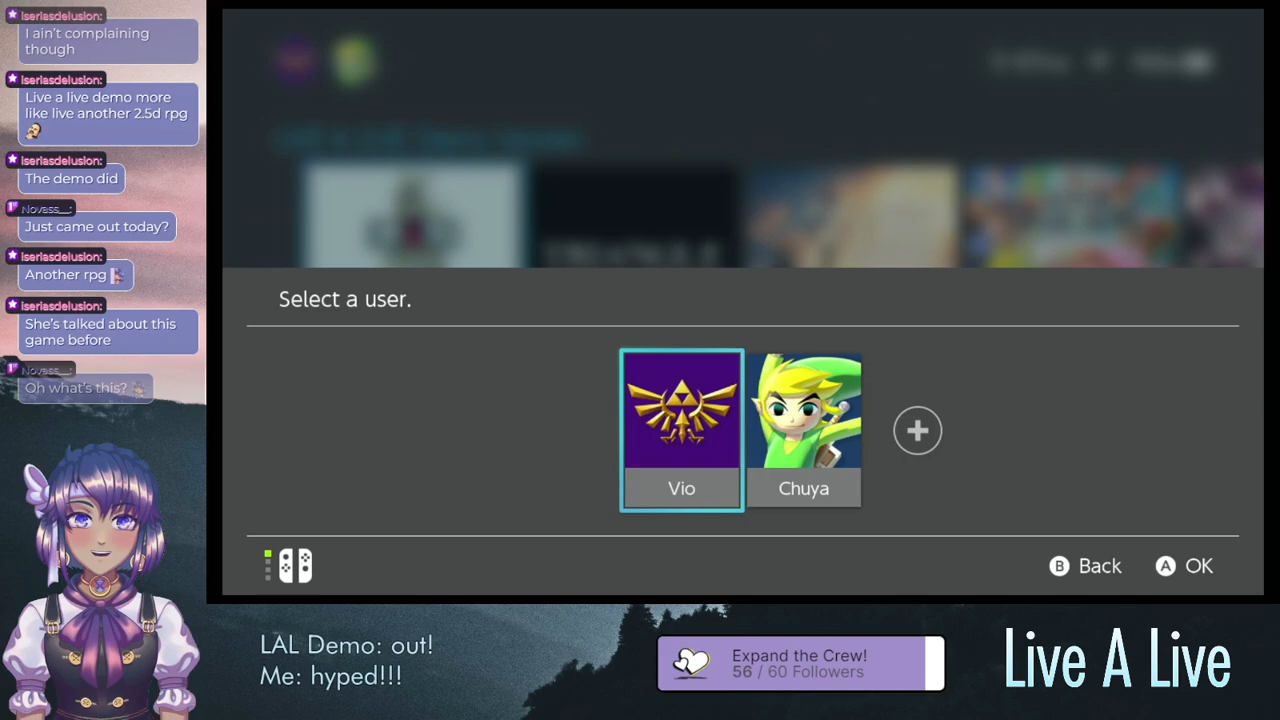 iseriasdelusion:
I ain't complaining
though
iseriasdelusion:
Live a live demo more
like live another 2.5d rpg
iseriasdelusion:
The demo did
Novass__:
Just came out today?
iseriasdelusion:
Another rpg
iseriasdelusion:
She's talked about this
game before
Novass__:
Oh what's this?
Select a user.
Vio
Chuya
B Back
A OK
LAL Demo: out!
Me: hyped!!!
Expand the Crew!
56 / 60 Followers
Live A Live